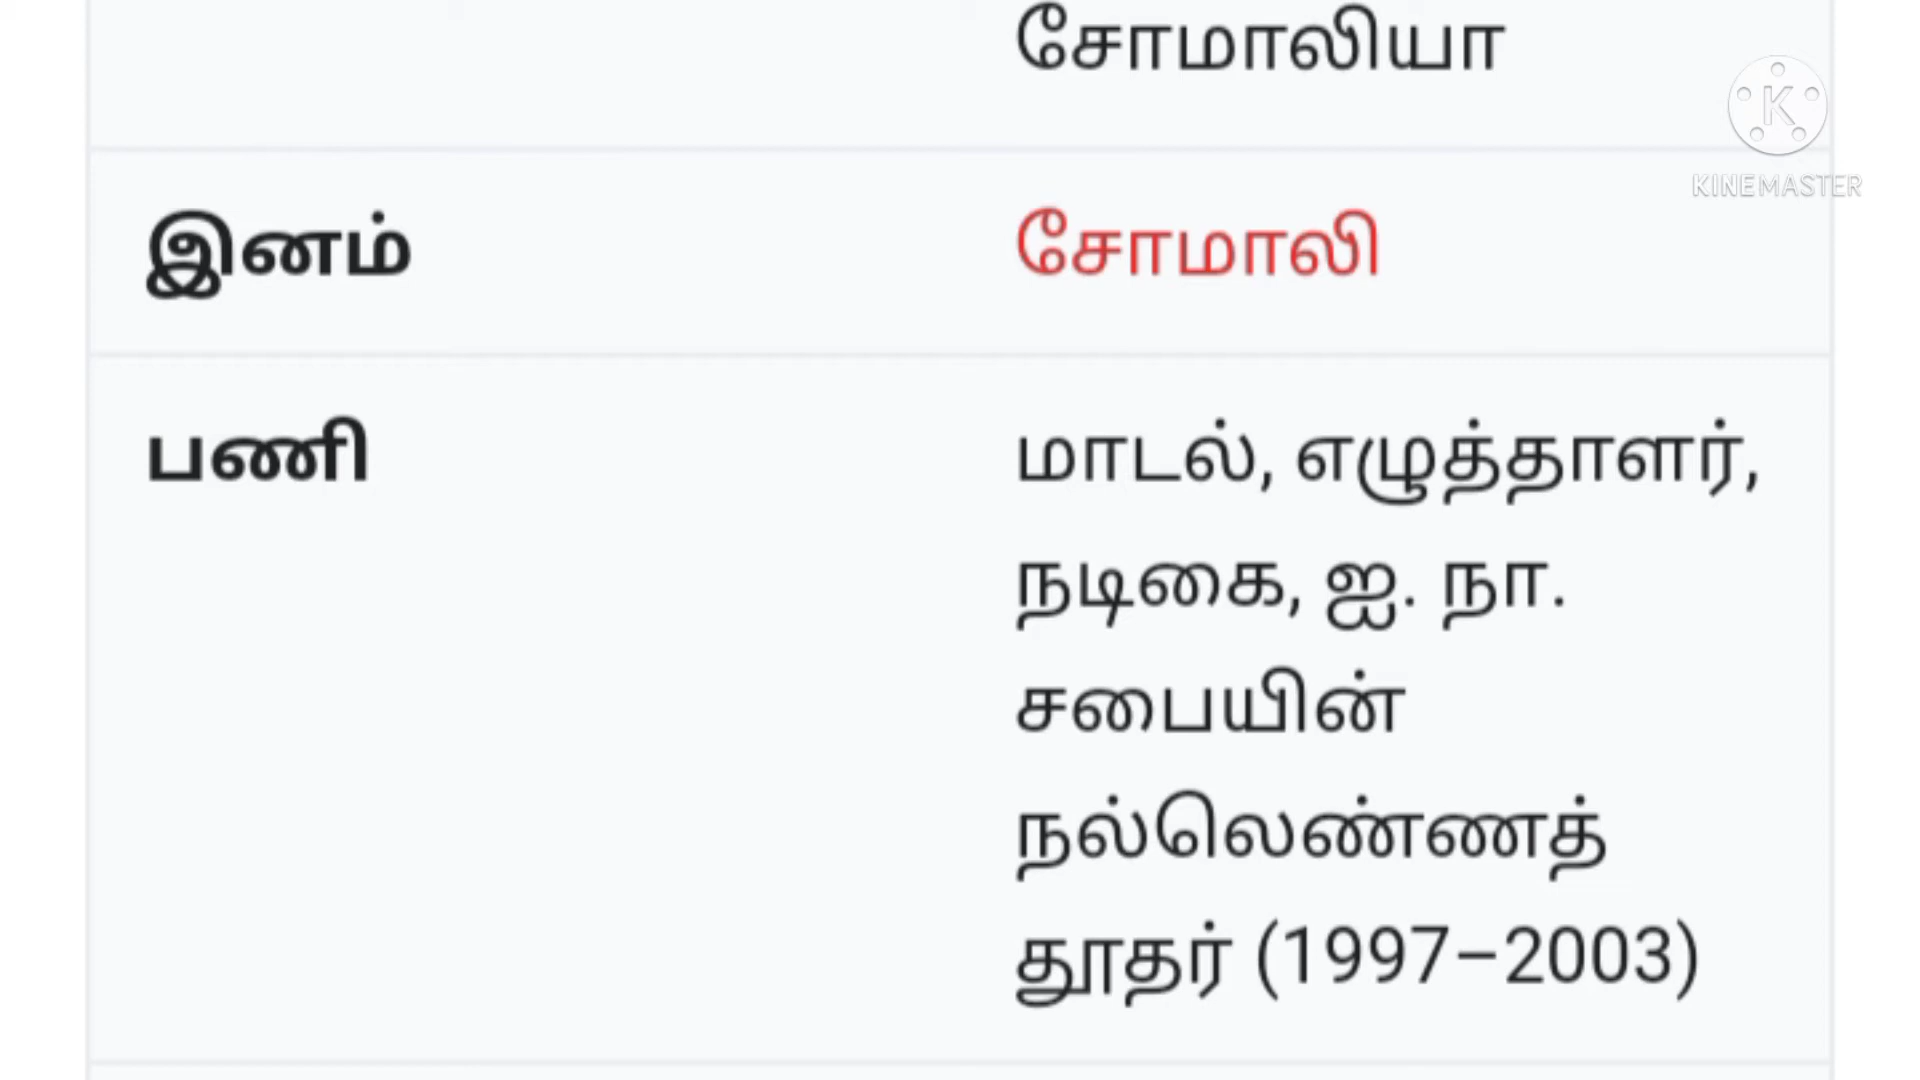 சோமாலியா
K
KINEMASTER
இனம் சோமாலி
பணி மாடல், எழுத்தாளர்,
நடிகை, ஐ. நா.
சபையின்
நல்லெண்ணத்
தூதர் (1997–2003)